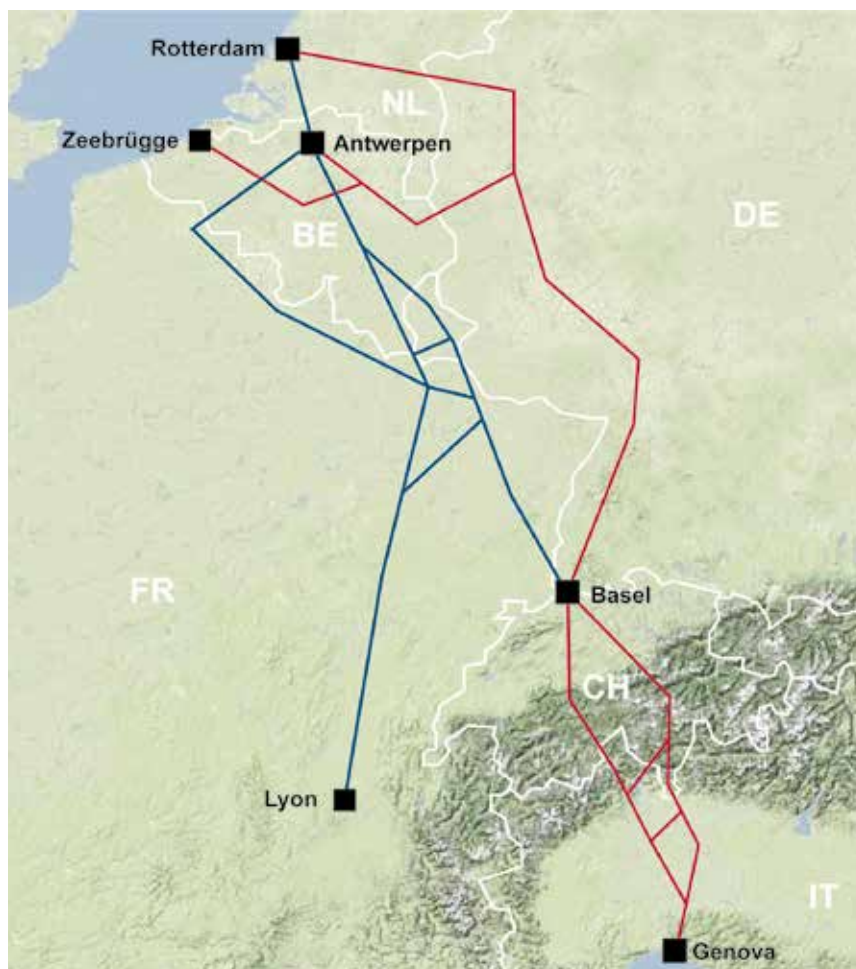 Rotterdam
NL
Zeebrügge
Antwerpen
BE
DE
FR
Basel
CH
Lyon
IT
Genova